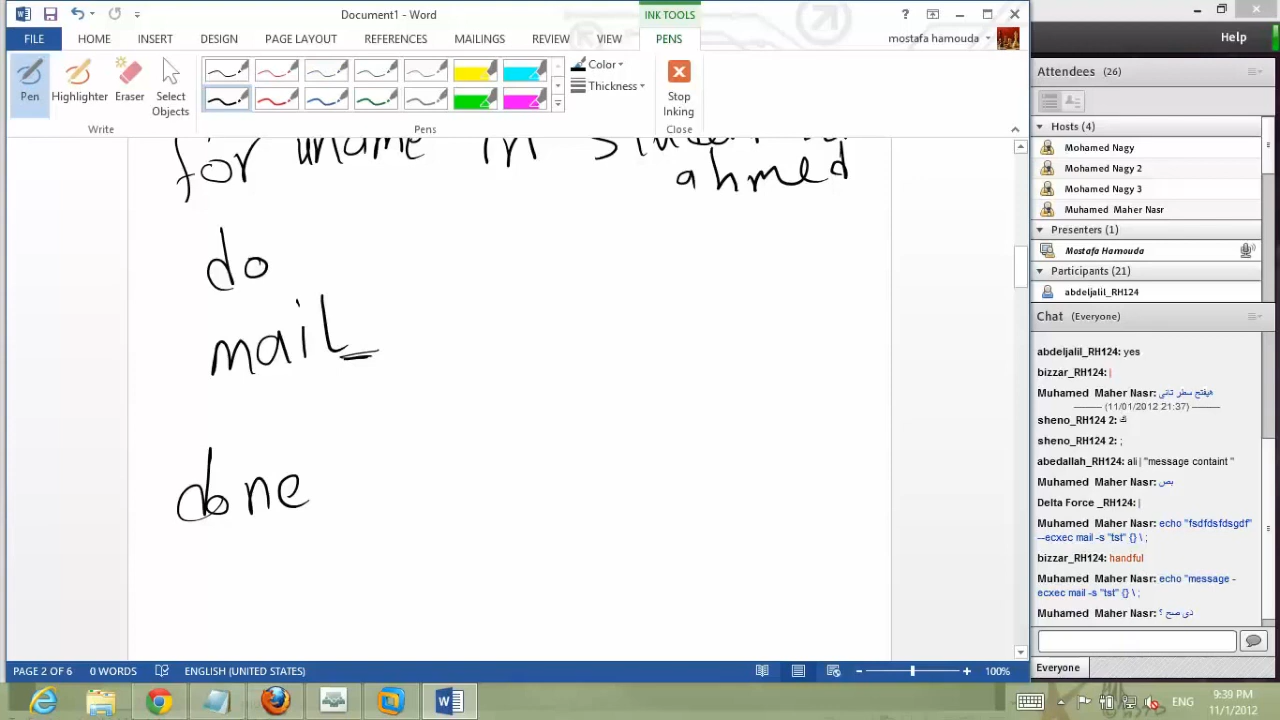 Document1 - Word
INK TOOLS
FILE
HOME
INSERT
DESIGN
PAGE LAYOUT
REFERENCES
MAILINGS
REVIEW
VIEW
PENS
mostafa hamouda
Help
Pen
Highlighter
Eraser
Select
Objects
Color
Thickness
Stop
Inking
Write
Pens
Close
for uname in
ahmed
do
mail
done
Attendees (26)
Hosts (4)
Mohamed Nagy
Mohamed Nagy 2
Mohamed Nagy 3
Muhamed Maher Nasr
Presenters (1)
Mostafa Hamouda
Participants (21)
abdeljalil_RH124
Chat (Everyone)
abdeljalil_RH124: yes
bizzar_RH124: |
Muhamed Maher Nasr: هيفتح سطر تانى
(11/01/2012 21:37)
sheno_RH124 2: ك
sheno_RH124 2: ;
abedallah_RH124: ali | "message containt "
Muhamed Maher Nasr: بص
Delta Force _RH124: |
Muhamed Maher Nasr: echo "fsdfdsfdsgdf"
--ecxec mail -s "tst" {} \ ;
bizzar_RH124: handful
Muhamed Maher Nasr: echo "message -
ecxec mail -s "tst" {} \ ;
Muhamed Maher Nasr: دى صح ؟
Everyone
PAGE 2 OF 6
0 WORDS
ENGLISH (UNITED STATES)
100%
ENG
9:39 PM
11/1/2012